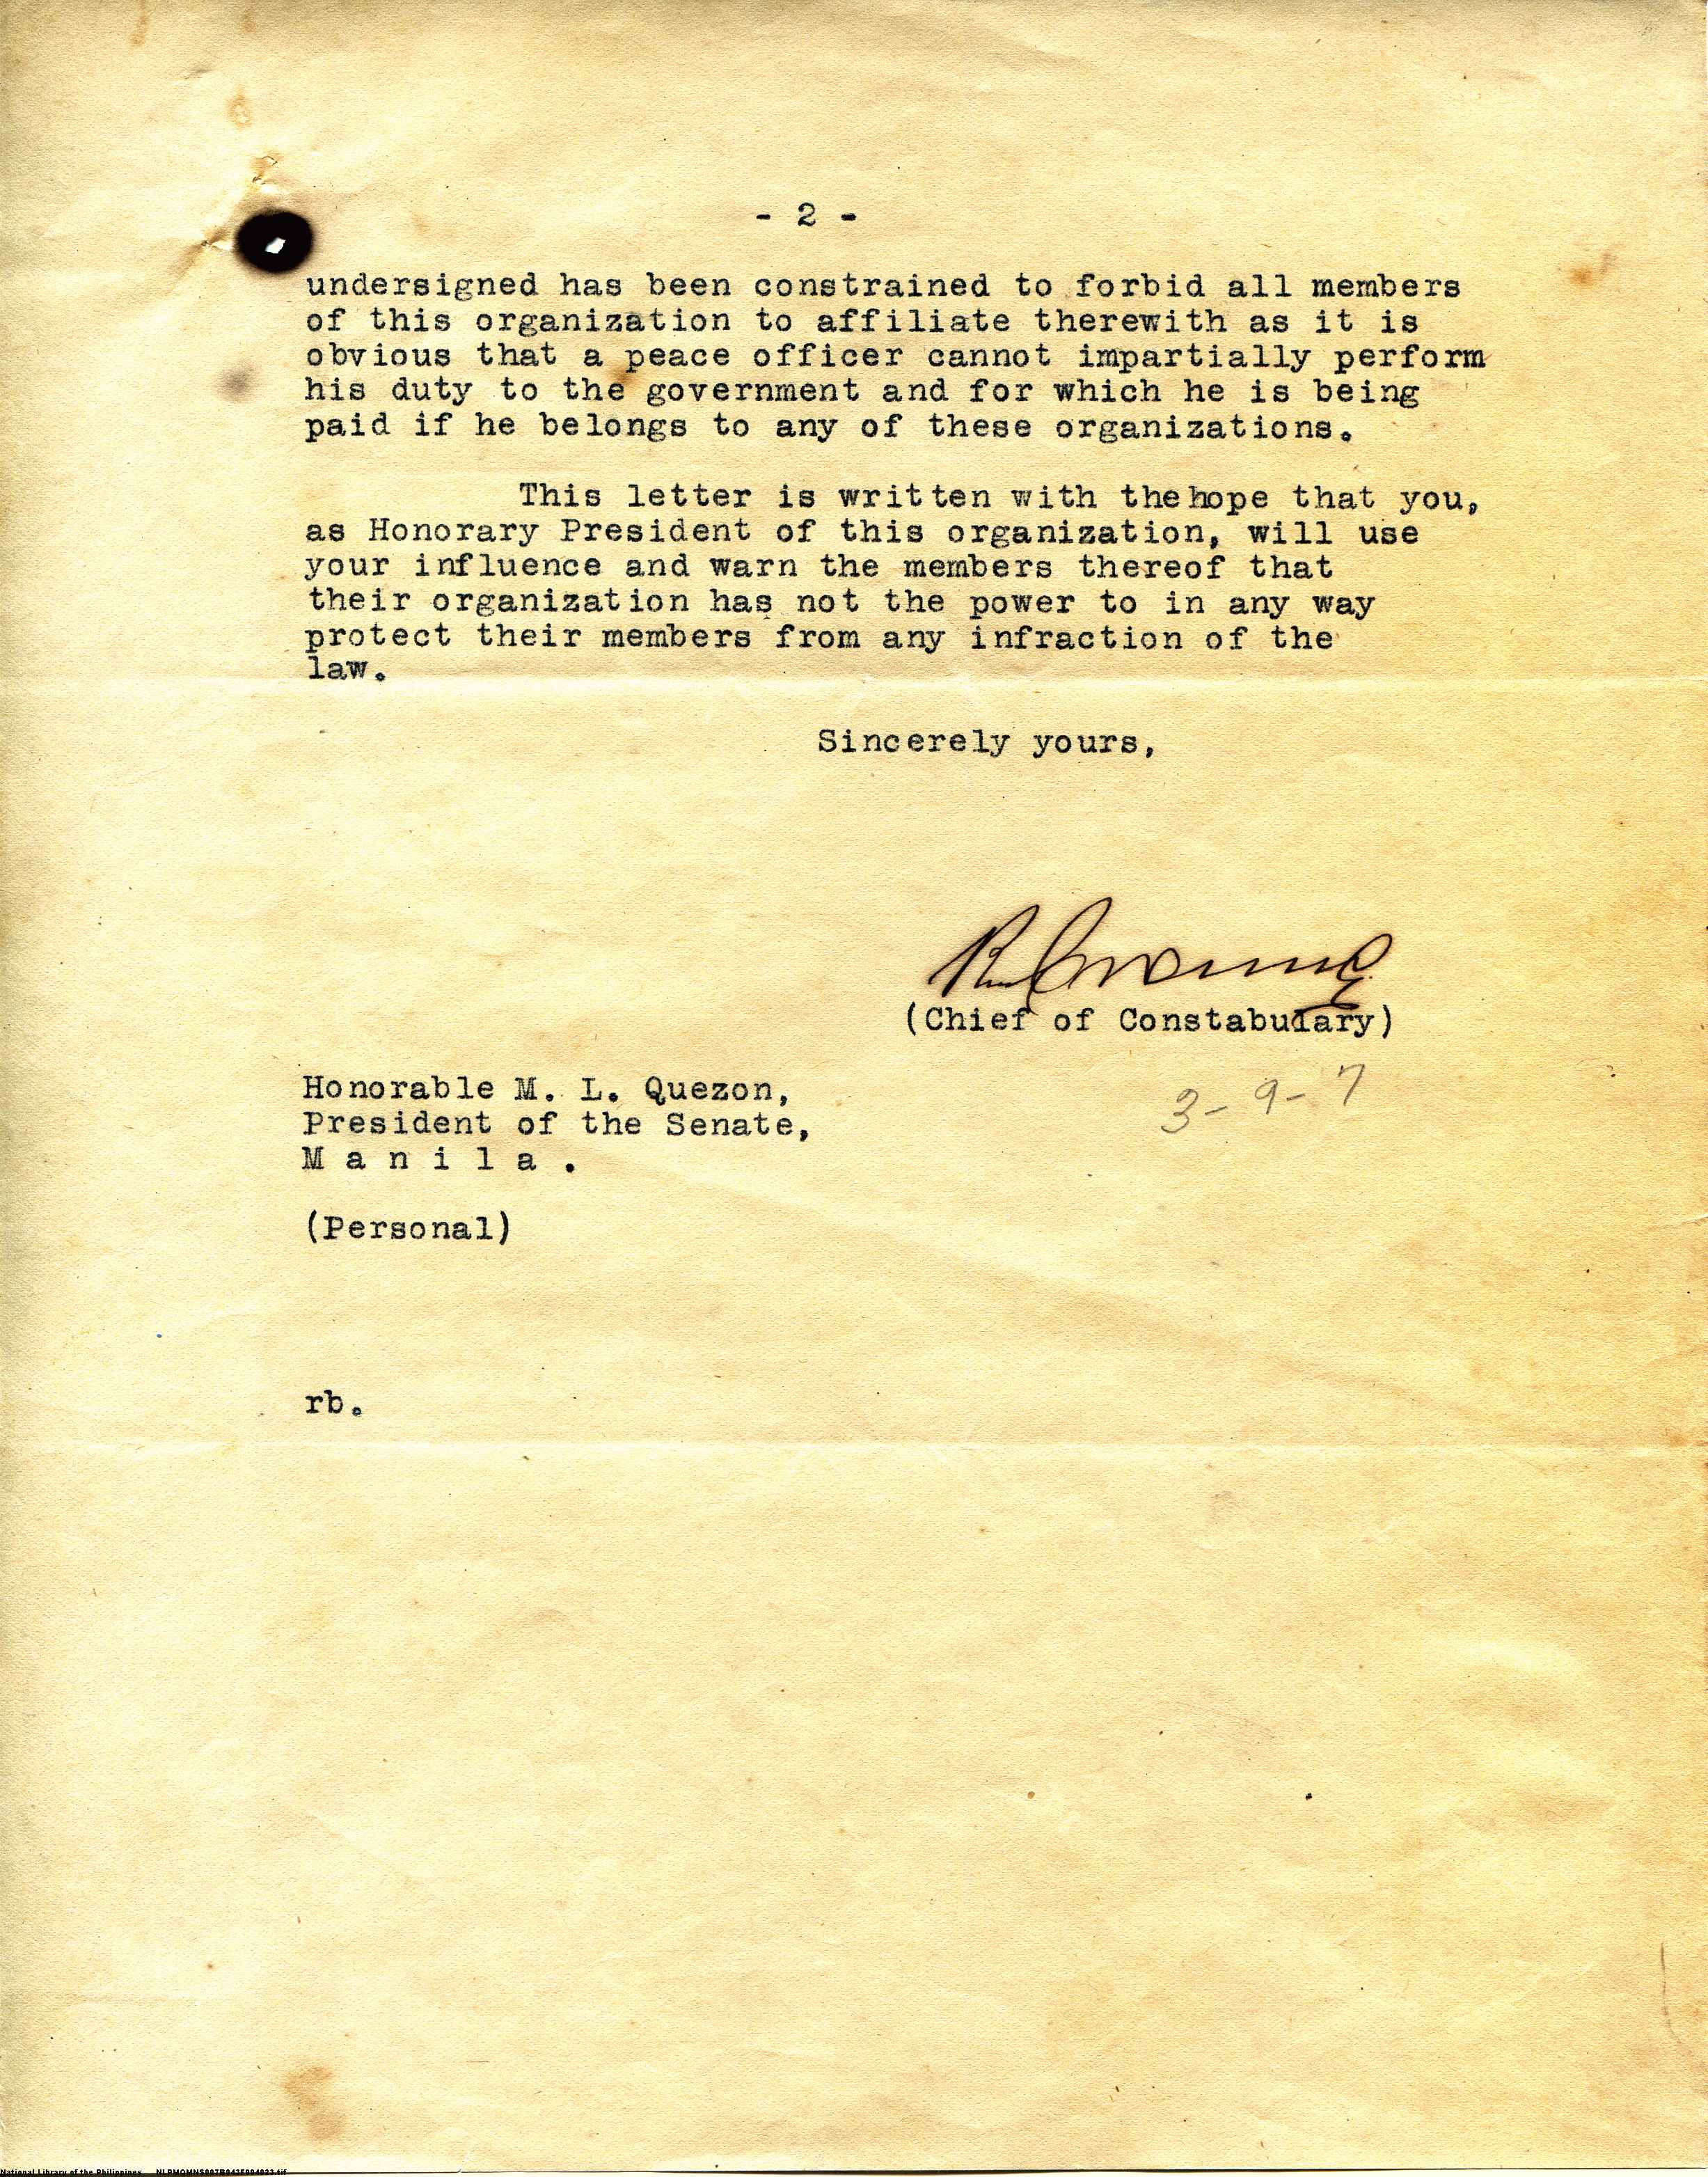 - 2 -
undersigned has been constrained to forbid all members
of this organization to affiliate therewith as it is
obvious that a peace officer cannot impartially perform
his duty to the government and for which he is being
paid if he belongs to any of these organizations.
This letter is written with thehope that you,
as Honorary President of this organization, will use
your influence and warn the members thereof that
their organization has not the power to in any way
protect their members from any infraction of the
law.
Sincerely yours,
(Chief of Constabulary)
3-9-7
Honorable M. L. Quezon,
President of the Senate,
M a n i l a .
(Personal)
rb.
National Library of the Philippines